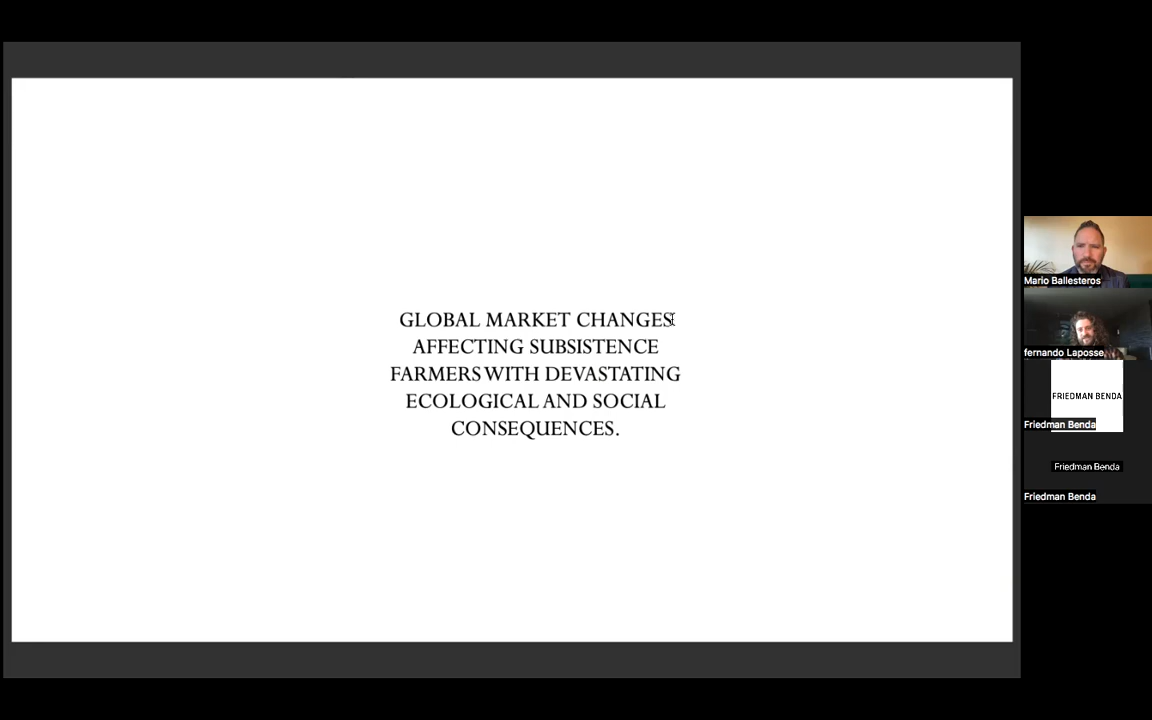 GLOBAL MARKET CHANGES
AFFECTING SUBSISTENCE
FARMERS WITH DEVASTATING
ECOLOGICAL AND SOCIAL
CONSEQUENCES.
Mario Ballesteros
fernando Laposse
FRIEDMAN BENDA
Friedman Benda
Friedman Benda
Friedman Benda